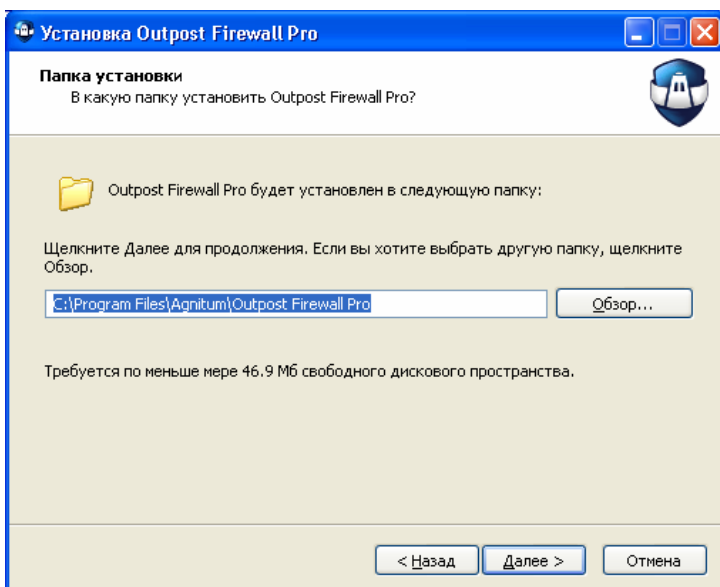 Установка Outpost Firewall Pro
Папка установки
В какую папку установить Outpost Firewall Pro?
Outpost Firewall Pro будет установлен в следующую папку:
Щелкните Далее для продолжения. Если вы хотите выбрать другую папку, щелкните
Обзор.
C:\Program Files\Agnitum\Outpost Firewall Pro
Обзор...
Требуется по меньшей мере 46.9 Мб свободного дискового пространства.
< Назад
Далее >
Отмена